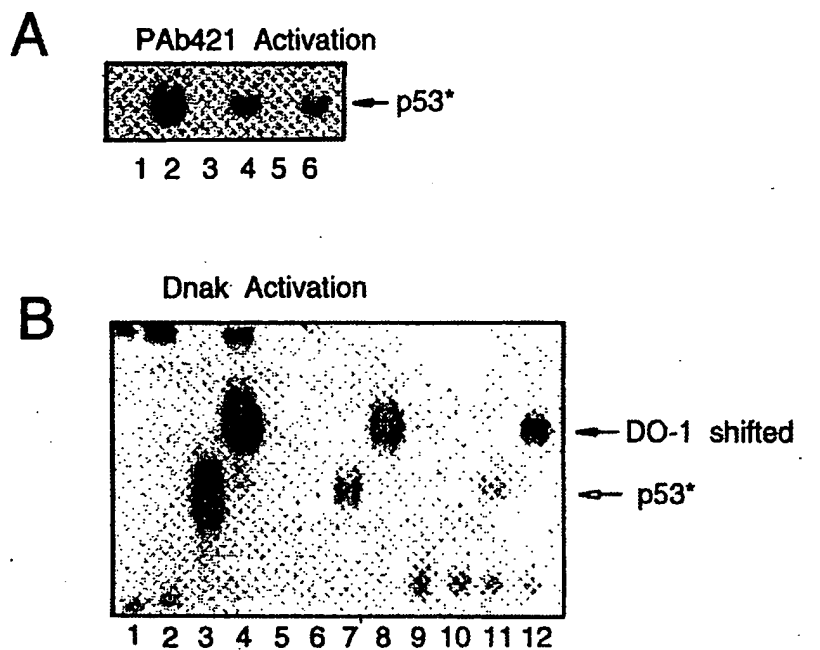 A
PAb421 Activation
p53*
1 2 3 4 5 6
Dnak Activation
B
DO-1 shifted
p53*
1 2 3 4 5 6 7 8 9 10 11 12